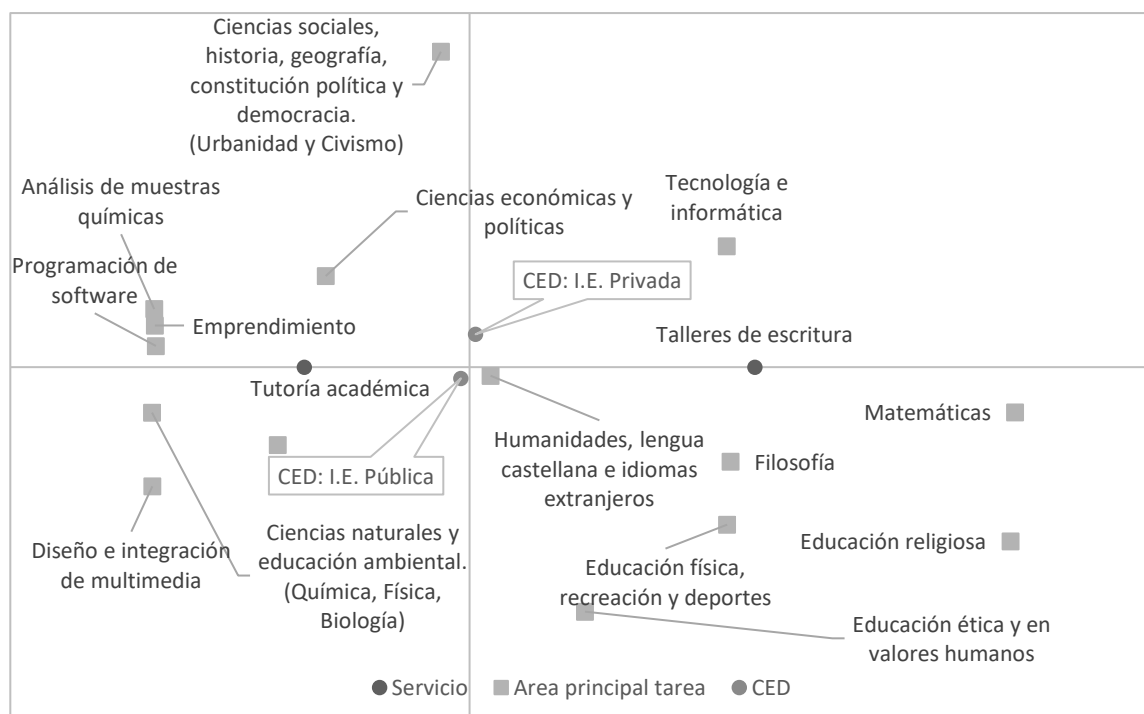 Ciencias sociales,
historia, geografía,
constitución política y
democracia.
(Urbanidad y Civismo)
Análisis de muestras
químicas
Ciencias económicas y
políticas
Tecnología e
informática
Programación de
software
CED: I.E. Privada
Emprendimiento
Talleres de escritura
Tutoría académica
Matemáticas
Humanidades, lengua
castellana e idiomas
extranjeros
Filosofía
CED: I.E. Pública
Diseño e integración
de multimedia
Ciencias naturales y
educación ambiental.
(Química, Física,
Biología)
Educación religiosa
Educación física,
recreación y deportes
Educación ética y en
valores humanos
Servicio
Area principal tarea
CED